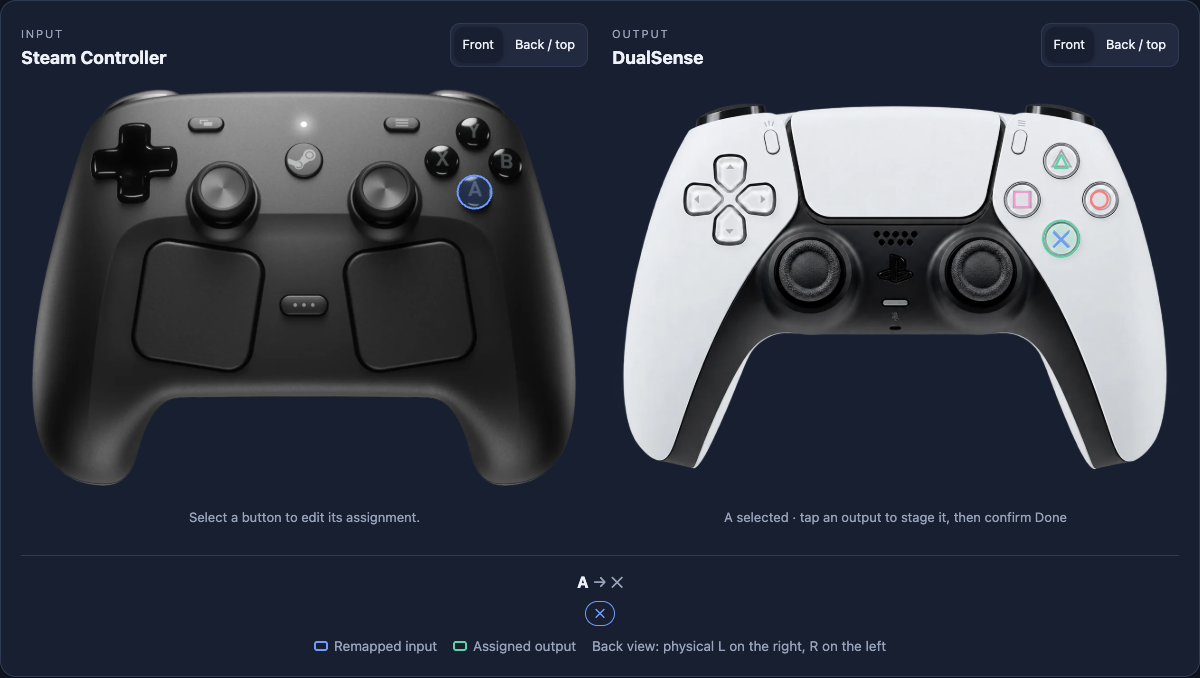 INPUT
Steam Controller
Front Back / top
OUTPUT
DualSense
Front Back / top
Y
X
B
A
Select a button to edit its assignment.
A selected · tap an output to stage it, then confirm Done
A → ✕
✕
Remapped input Assigned output Back view: physical L on the right, R on the left